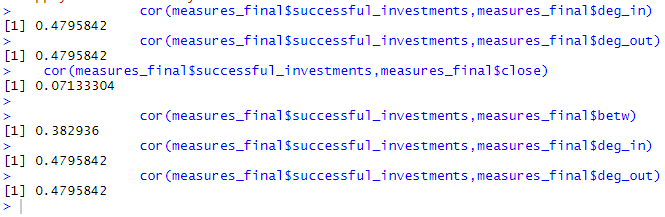 > cor(measures_final$successful_investments,measures_final$deg_in)
[1] 0.4795842
> cor(measures_final$successful_investments,measures_final$deg_out)
[1] 0.4795842
> cor(measures_final$successful_investments,measures_final$close)
[1] 0.07133304
>
> cor(measures_final$successful_investments,measures_final$betw)
[1] 0.382936
> cor(measures_final$successful_investments,measures_final$deg_in)
[1] 0.4795842
> cor(measures_final$successful_investments,measures_final$deg_out)
[1] 0.4795842
>